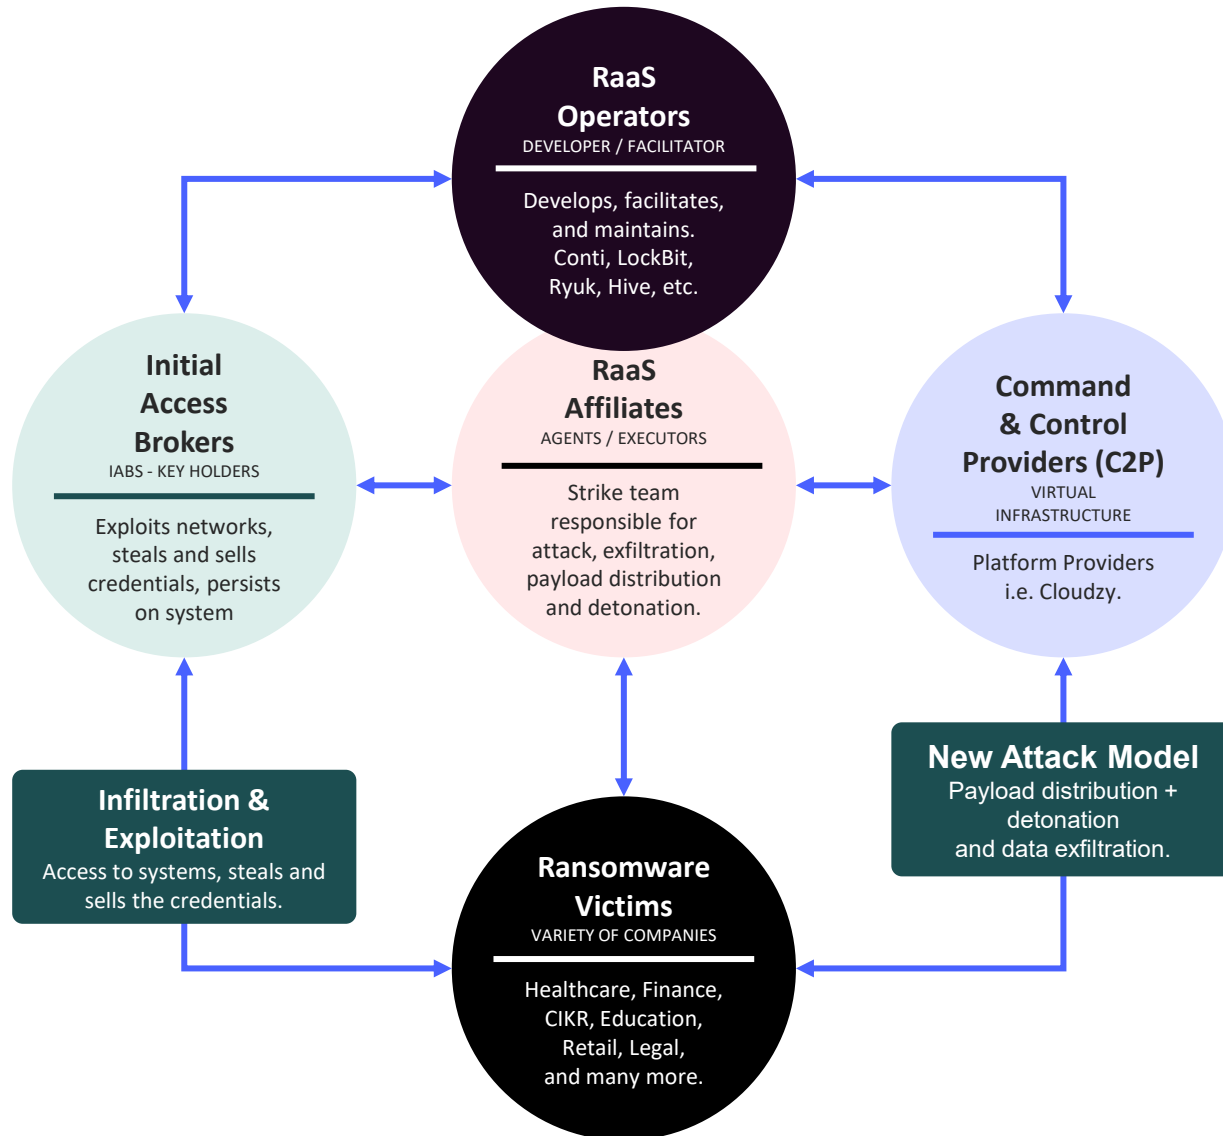 RaaS
Operators
DEVELOPER / FACILITATOR
Develops, facilitates,
and maintains.
Conti, LockBit,
Ryuk, Hive, etc.
Initial
Access
Brokers
IABS - KEY HOLDERS
Exploits networks,
steals and sells
credentials, persists
on system
RaaS
Affiliates
AGENTS / EXECUTORS
Strike team
responsible for
attack, exfiltration,
payload distribution
and detonation.
Command
& Control
Providers (C2P)
VIRTUAL
INFRASTRUCTURE
Platform Providers
i.e. Cloudzy.
Infiltration &
Exploitation
Access to systems, steals and
sells the credentials.
New Attack Model
Payload distribution +
detonation
and data exfiltration.
Ransomware
Victims
VARIETY OF COMPANIES
Healthcare, Finance,
CIKR, Education,
Retail, Legal,
and many more.